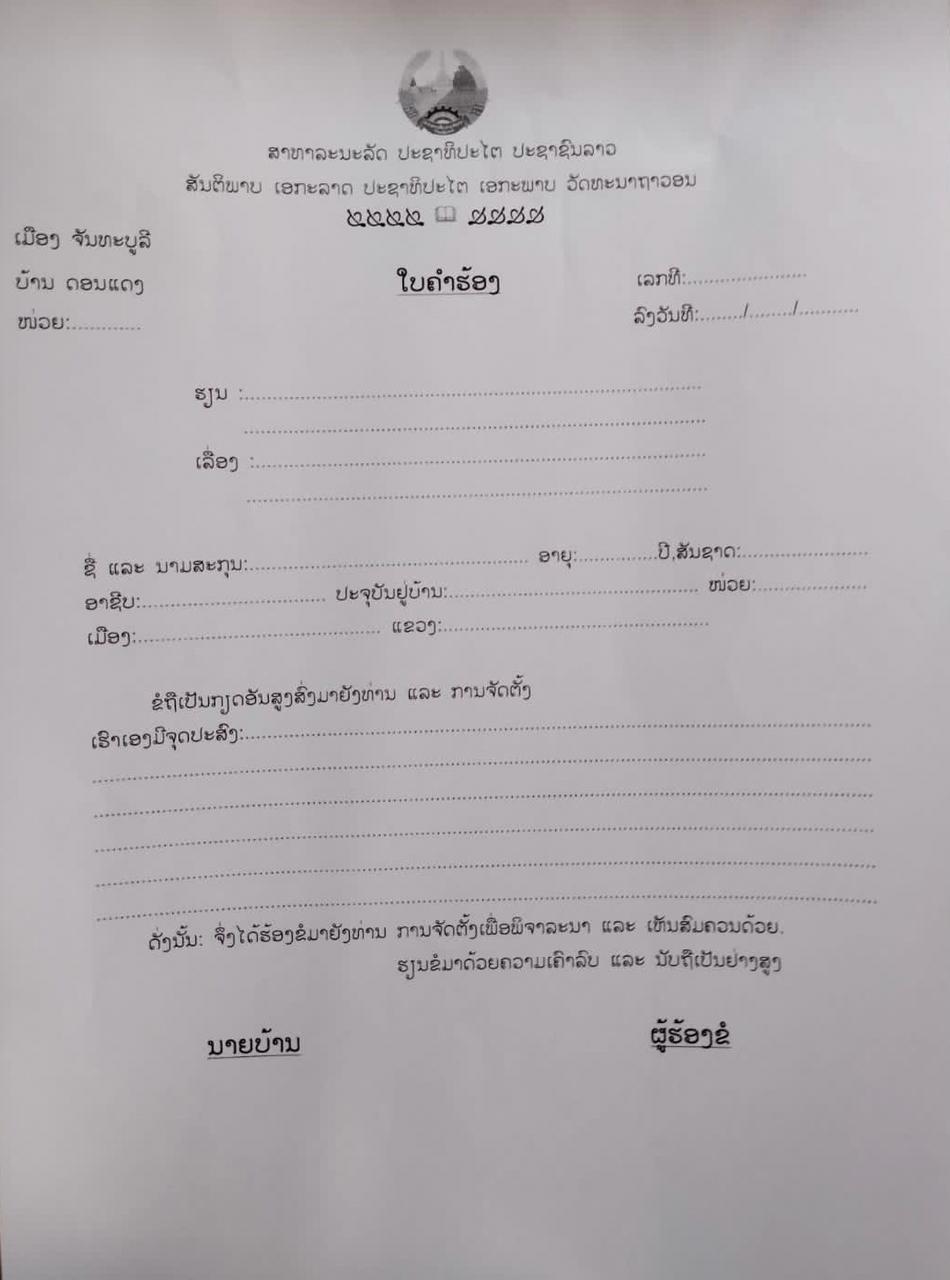 ສາທາລະນະລັດ ປະຊາທິປະໄຕ ປະຊາຊົນລາວ
ສັນຕິພາບ ເອກະລາດ ປະຊາທິປະໄຕ ເອກະພາບ ວັດທະນາຖາວອນ
ເມືອງ ຈັນທະບູລີ
ບ້ານ ດອນແດງ
ໃບຄຳຮ້ອງ
ເລກທີ:......................
ໜ່ວຍ:............
ລົງວັນທີ:......../......../...........
ຮຽນ :................................................................................
................................................................................
ເລື່ອງ :................................................................................
................................................................................
ຊື່ ແລະ ນາມສະກຸນ:.................................................. ອາຍຸ:..............ປີ,ສັນຊາດ:......................
ອາຊີບ:................................ ປະຈຸບັນຢູ່ບ້ານ:............................................ ໜ່ວຍ:...................
ເມືອງ:.......................................... ແຂວງ:..............................................
ຂໍຖືເປັນກຽດອັນສູງສົ່ງມາຍັງທ່ານ ແລະ ການຈັດຕັ້ງ
ເຮົາເອງມີຈຸດປະສົງ:................................................................................
................................................................................
................................................................................
................................................................................
................................................................................
................................................................................
ດັ່ງນັ້ນ: ຈຶ່ງໄດ້ຮ້ອງຂໍມາຍັງທ່ານ ການຈັດຕັ້ງເພື່ອພິຈາລະນາ ແລະ ເຫັນສົມຄວນດ້ວຍ.
ຮຽນຂໍມາດ້ວຍຄວາມເຄົາລົບ ແລະ ນັບຖືເປັນຢ່າງສູງ
ນາຍບ້ານ
ຜູ້ຮ້ອງຂໍ